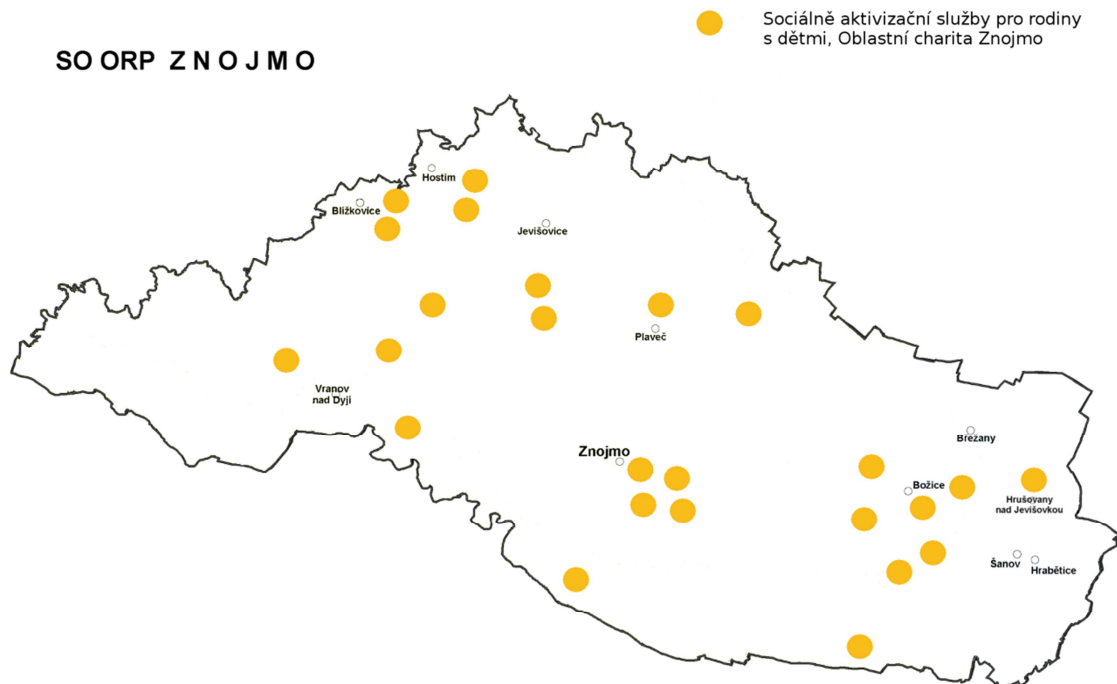 Sociálně aktivizační služby pro rodiny
s dětmi, Oblastní charita Znojmo
SO ORP Z N O J M O
Hostim
Bližkovice
Jevišovice
Plaveč
Vranov
nad Dyjí
Znojmo
Břežany
Božice
Hrušovany
nad Jevišovkou
Šanov
Hrabětice